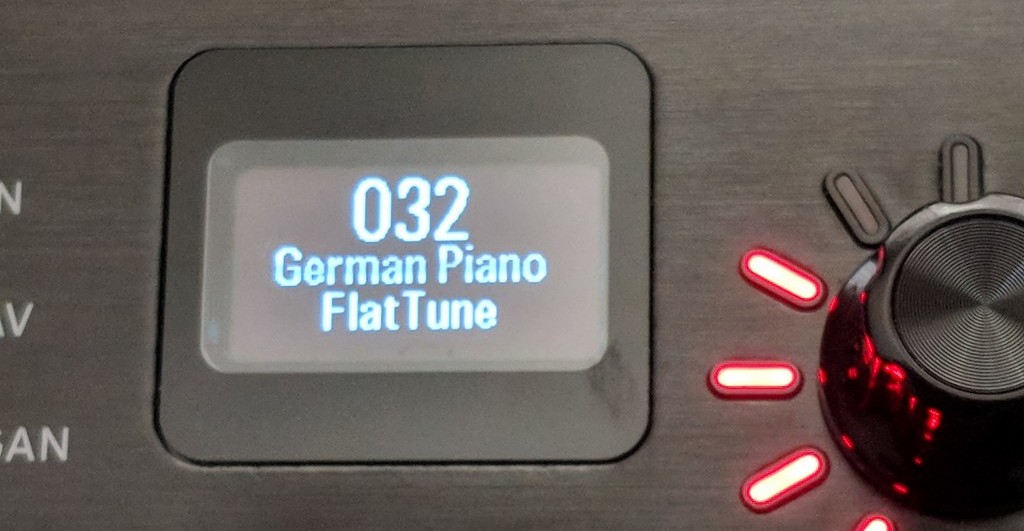 032
German Piano
FlatTune